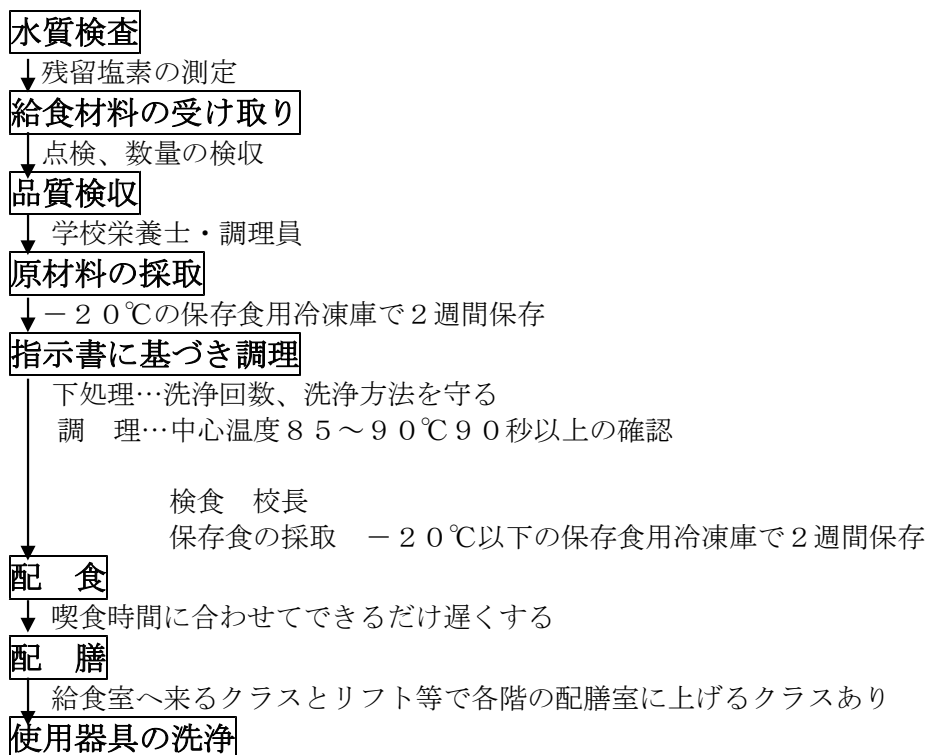 水質検査
残留塩素の測定
給食材料の受け取り
点検、数量の検収
品質検収
学校栄養士・調理員
原材料の採取
－２０℃の保存食用冷凍庫で２週間保存
指示書に基づき調理
下処理…洗浄回数、洗浄方法を守る
調　理…中心温度８５～９０℃９０秒以上の確認
検食　校長
保存食の採取　－２０℃以下の保存食用冷凍庫で２週間保存
配　食
喫食時間に合わせてできるだけ遅くする
配　膳
給食室へ来るクラスとリフト等で各階の配膳室に上げるクラスあり
使用器具の洗浄